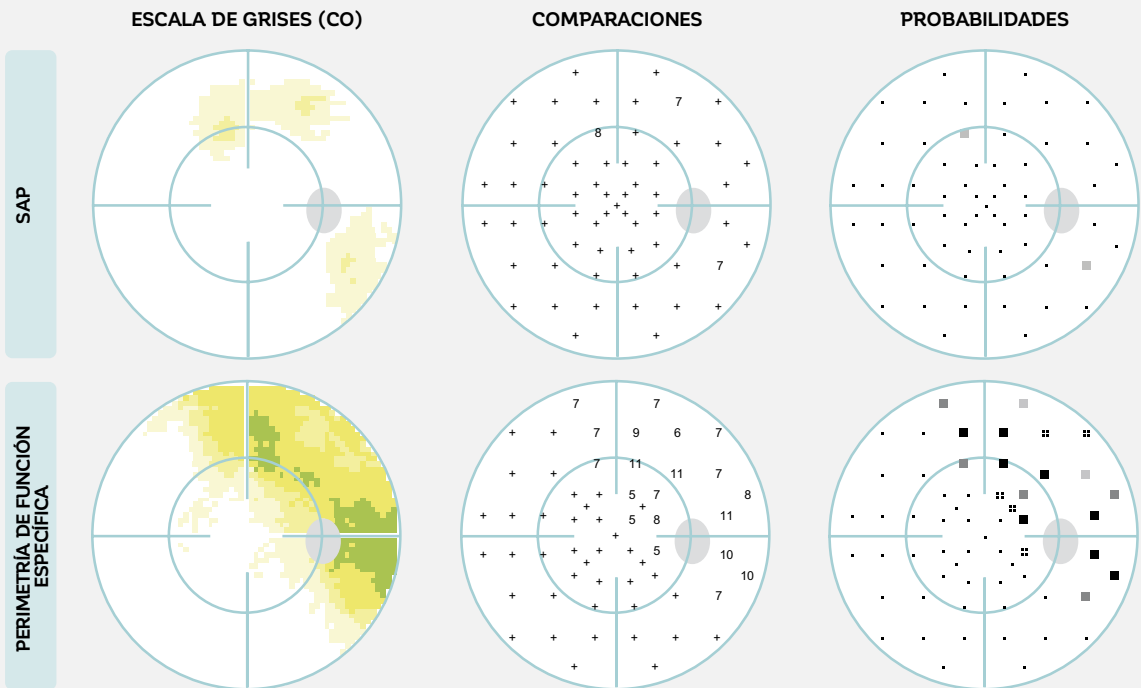 ESCALA DE GRISES (CO) COMPARACIONES PROBABILIDADES
SAP
7
8
7
PERIMETRÍA DE FUNCIÓN
ESPECÍFICA
7 7
7 9 6 7
7 11
11 7
5 7 8
5 8 11
5 10
10
7